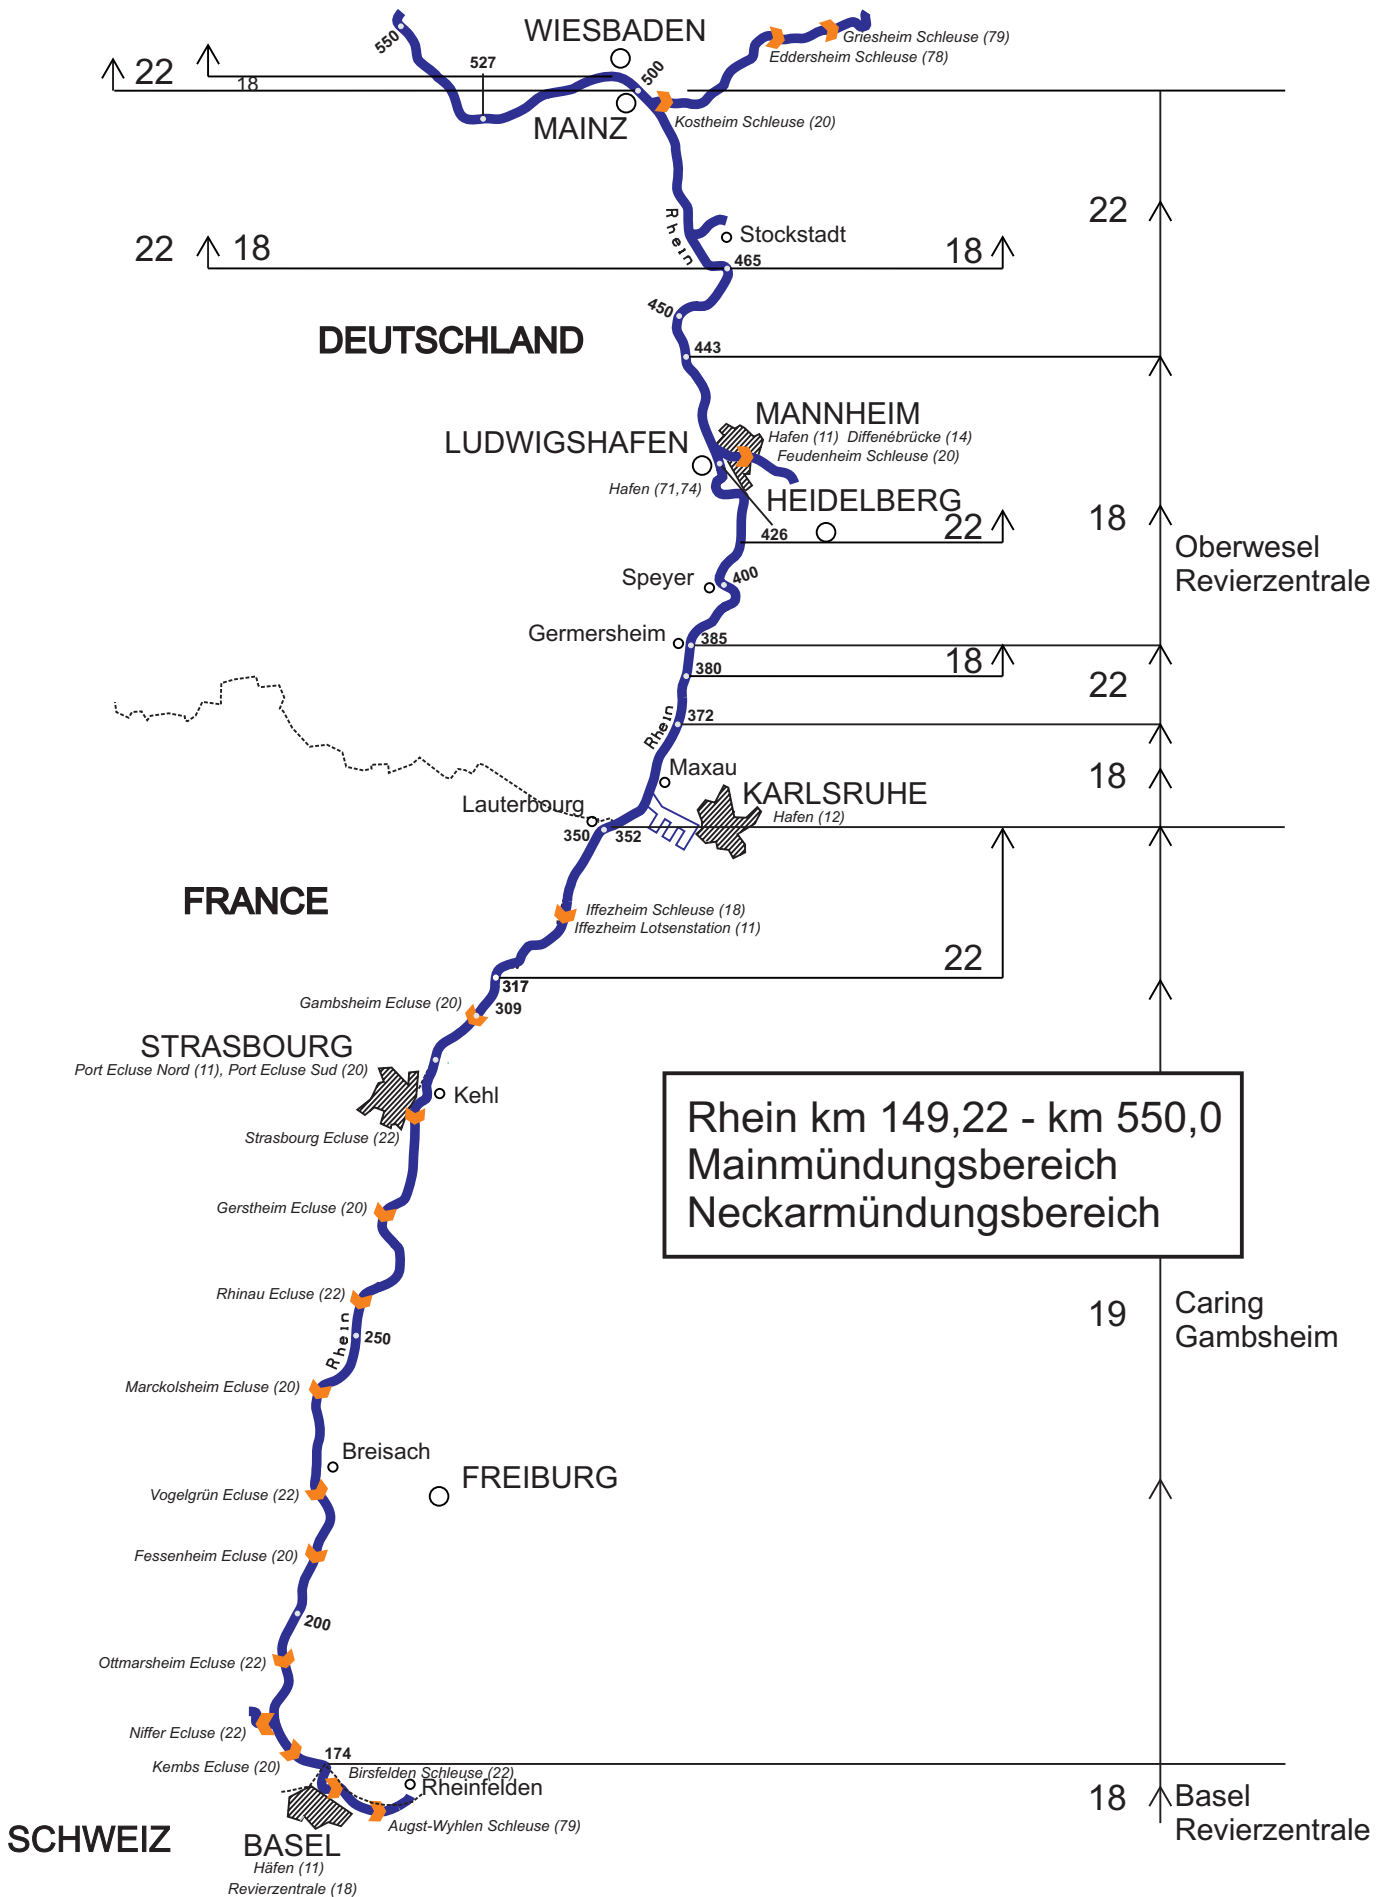 550
WIESBADEN
Griesheim Schleuse (79)
Eddersheim Schleuse (78)
527
22
18
500
MAINZ
Kostheim Schleuse (20)
22
Rhein
Stockstadt
22
18
465
18
450
DEUTSCHLAND
443
MANNHEIM
Hafen (11) Diffenébrücke (14)
LUDWIGSHAFEN
Feudenheim Schleuse (20)
Hafen (71,74)
HEIDELBERG
426
22
18
Oberwesel
Revierzentrale
Speyer
400
Germersheim
385
380
18
22
372
Rhein
Maxau
18
KARLSRUHE
Hafen (12)
Lauterbourg
350
352
FRANCE
Iffezheim Schleuse (18)
Iffezheim Lotsenstation (11)
22
317
Gambsheim Ecluse (20)
309
STRASBOURG
Port Ecluse Nord (11), Port Ecluse Sud (20)
Kehl
Strasbourg Ecluse (22)
Rhein km 149,22 - km 550,0
Mainmündungsbereich
Neckarmündungsbereich
Gerstheim Ecluse (20)
Rhinau Ecluse (22)
19
Caring
Gambsheim
Rhein
250
Marckolsheim Ecluse (20)
Breisach
FREIBURG
Vogelgrün Ecluse (22)
Fessenheim Ecluse (20)
200
Ottmarsheim Ecluse (22)
Niffer Ecluse (22)
Kembs Ecluse (20)
174
Birsfelden Schleuse (22)
Rheinfelden
18
Basel
Revierzentrale
Augst-Wyhlen Schleuse (79)
SCHWEIZ
BASEL
Häfen (11)
Revierzentrale (18)